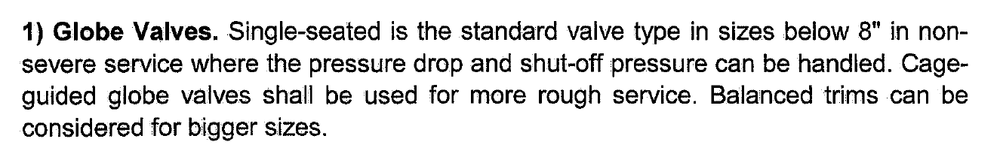 1) Globe Valves. Single-seated is the standard valve type in sizes below 8" in non-
severe service where the pressure drop and shut-off pressure can be handled. Cage-
guided globe valves shall be used for more rough service. Balanced trims can be
considered for bigger sizes.